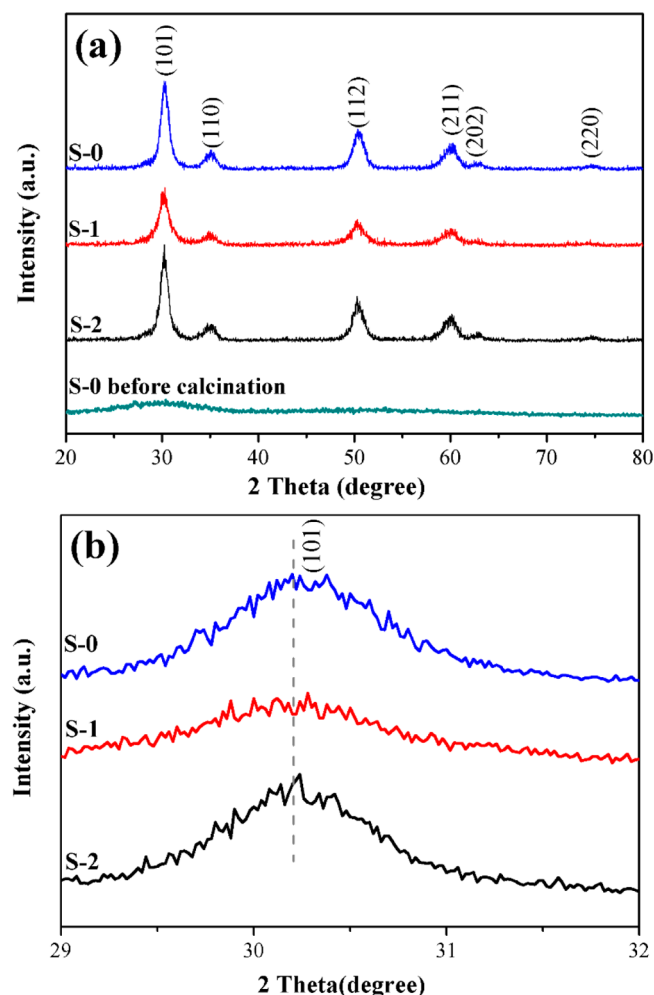 (a)
(101)
(110)
(112)
(211)
(202)
(220)
S-0
S-1
S-2
S-0 before calcination
Intensity (a.u.)
20 30 40 50 60 70 80
2 Theta (degree)
(b)
(101)
S-0
S-1
S-2
Intensity (a.u.)
29 30 31 32
2 Theta(degree)